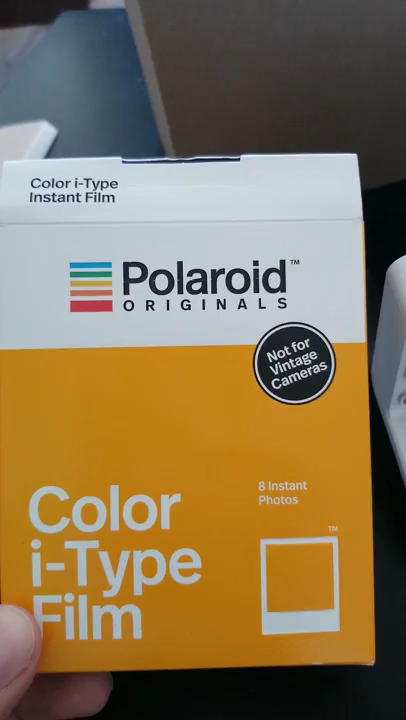 Color i-Type
Instant Film
Polaroid™
ORIGINALS
Not for
Vintage
Cameras
8 Instant
Photos
Color
i-Type
Film
™